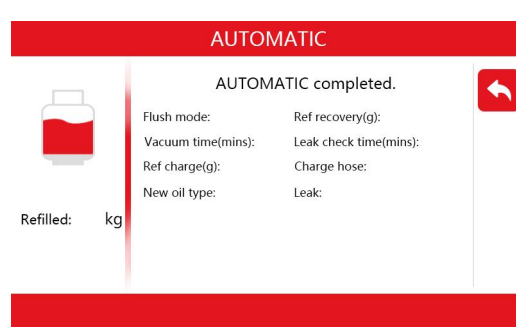 AUTOMATIC
AUTOMATIC completed.
Flush mode: Ref recovery(g):
Vacuum time(mins): Leak check time(mins):
Ref charge(g): Charge hose:
New oil type: Leak:
Refilled: kg